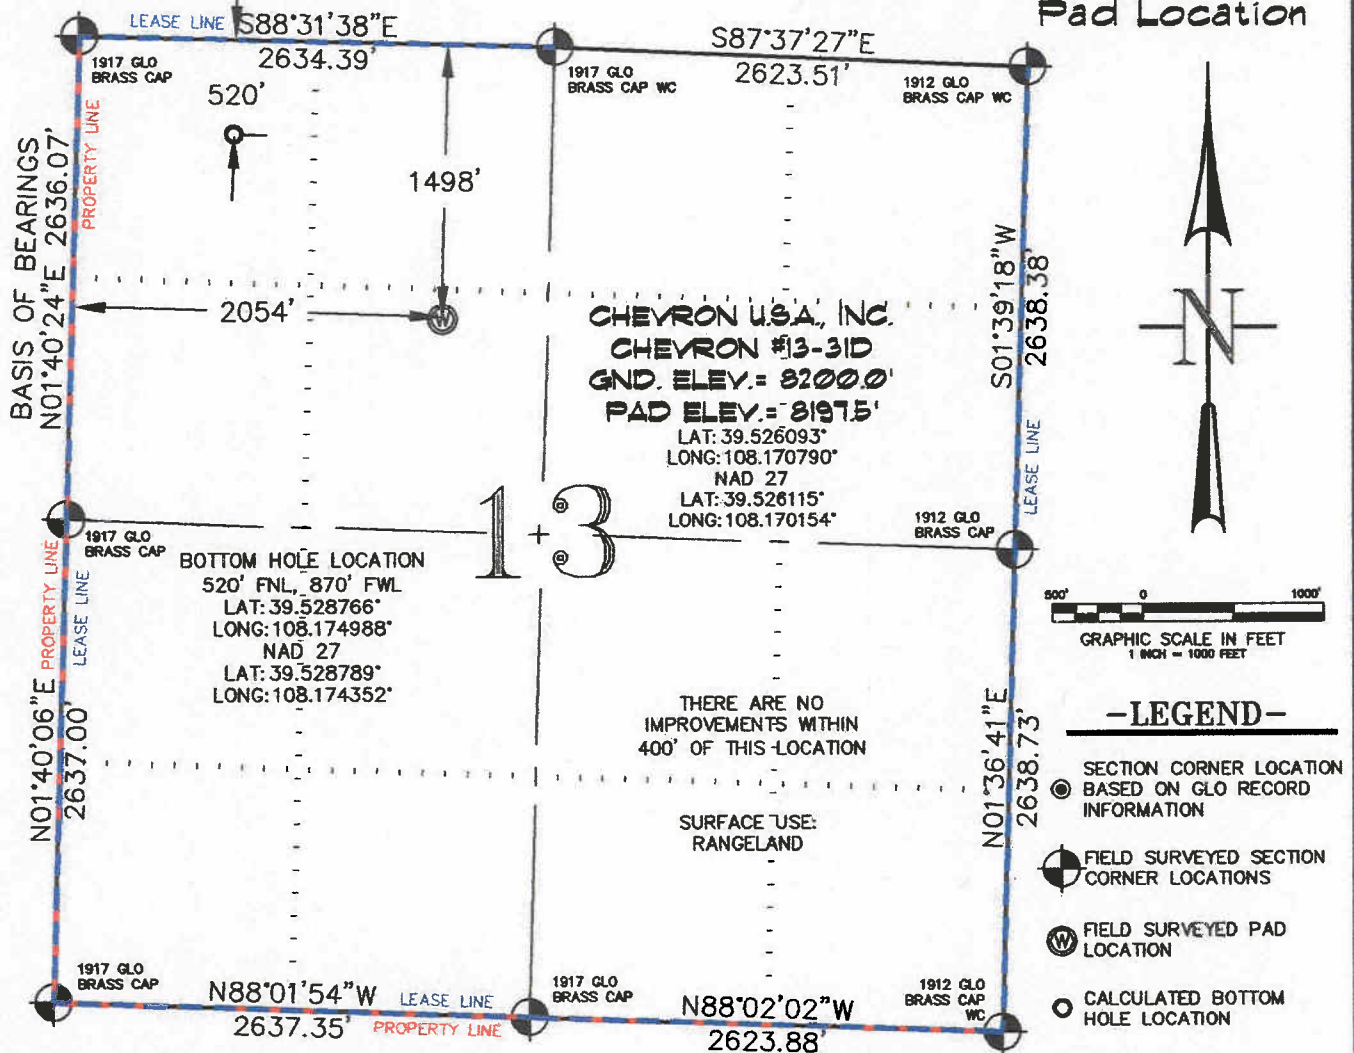 Pad Location
LEASE LINE
S88°31'38"E
2634.39'
S87°37'27"E
2623.51'
1917 GLO
BRASS CAP
1917 GLO
BRASS CAP WC
1912 GLO
BRASS CAP WC
520'
PROPERTY LINE
1498'
BASIS OF BEARINGS
N01°40'24"E 2636.07'
2054'
W
CHEVRON U.S.A., INC.
CHEVRON #13-31D
GND. ELEV.= 8200.0'
PAD ELEV.= 8197.5'
LAT: 39.526093°
LONG: 108.170790°
NAD 27
LAT: 39.526115°
LONG: 108.170154°
S01°39'18"W
2638.38'
LEASE LINE
N
13
1917 GLO
BRASS CAP
1912 GLO
BRASS CAP
BOTTOM HOLE LOCATION
520' FNL, 870' FWL
LAT: 39.528766°
LONG: 108.174988°
NAD 27
LAT: 39.528789°
LONG: 108.174352°
PROPERTY LINE
LEASE LINE
N01°40'06"E
2637.00'
500' 0 1000'
GRAPHIC SCALE IN FEET
1 INCH = 1000 FEET
THERE ARE NO
IMPROVEMENTS WITHIN
400' OF THIS LOCATION
SURFACE USE:
RANGELAND
N01°36'41"E
2638.73'
-LEGEND-
SECTION CORNER LOCATION
BASED ON GLO RECORD
INFORMATION
FIELD SURVEYED SECTION
CORNER LOCATIONS
W
FIELD SURVEYED PAD
LOCATION
CALCULATED BOTTOM
HOLE LOCATION
1917 GLO
BRASS CAP
N88°01'54"W
2637.35'
LEASE LINE
PROPERTY LINE
1917 GLO
BRASS CAP
N88°02'02"W
2623.88'
1912 GLO
BRASS CAP
WC